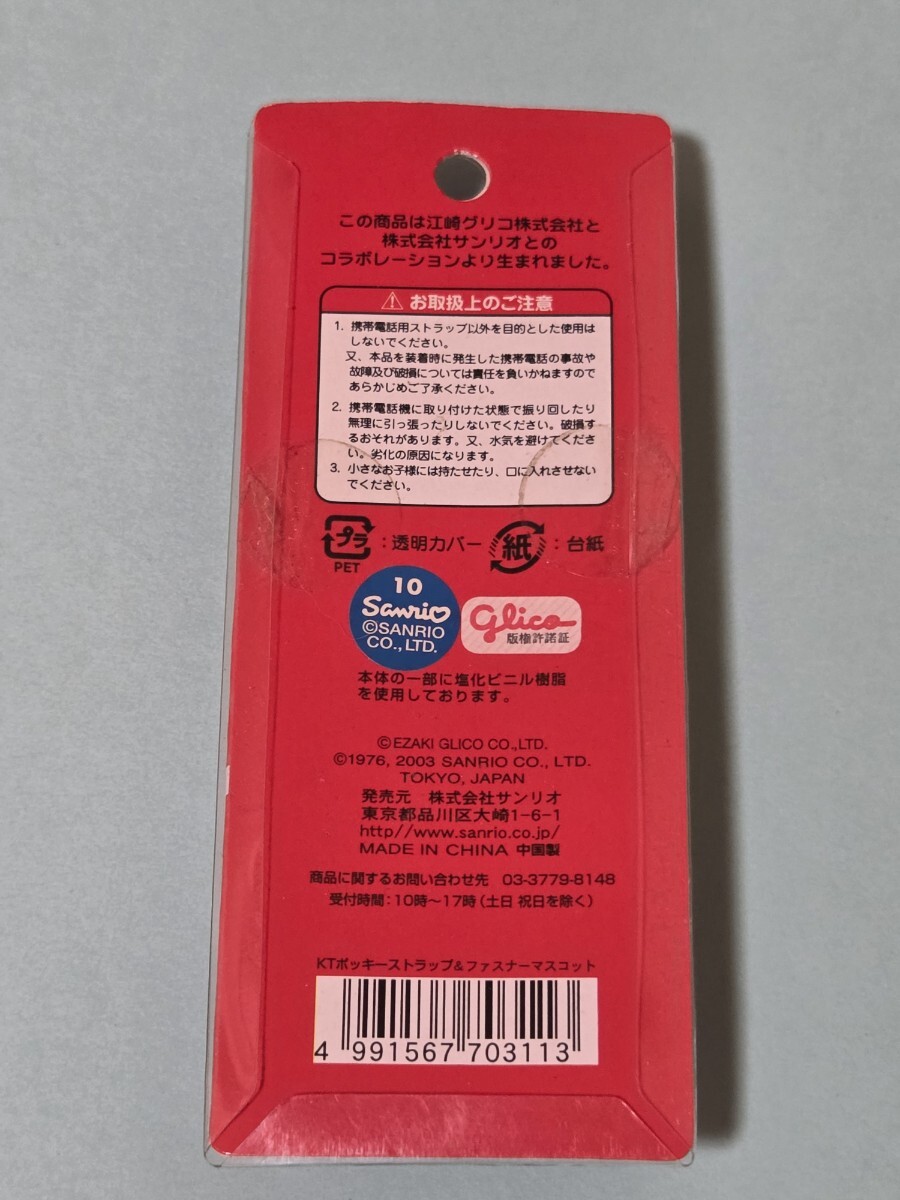 この商品は江崎グリコ株式会社と
株式会社サンリオとの
コラボレーションより生まれました。
⚠ お取扱上のご注意
1. 携帯電話用ストラップ以外を目的とした使用は
しないでください。
又、本品を装着時に発生した携帯電話の事故や
故障及び破損については責任を負いかねますので
あらかじめご了承ください。
2. 携帯電話機に取り付けた状態で振り回したり
無理に引っ張ったりしないでください。破損す
るおそれがあります。又、水気を避けてくださ
い。劣化の原因になります。
3. 小さなお子様には持たせたり、口に入れさせない
でください。
プラ : 透明カバー 紙 : 台紙
PET
10
Sanrio
©SANRIO
CO., LTD.
Glico
版権許諾証
本体の一部に塩化ビニル樹脂
を使用しております。
©EZAKI GLICO CO.,LTD.
©1976, 2003 SANRIO CO., LTD.
TOKYO, JAPAN
発売元 株式会社サンリオ
東京都品川区大崎1-6-1
http//www.sanrio.co.jp/
MADE IN CHINA 中国製
商品に関するお問い合わせ先 03-3779-8148
受付時間：10時～17時（土日 祝日を除く）
KTポッキーストラップ&ファスナーマスコット
4 991567 703113